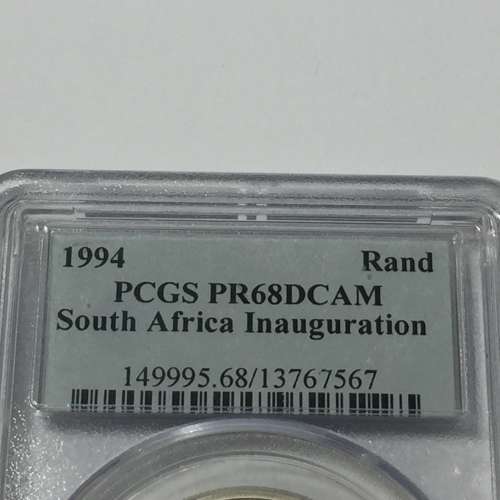 1994 Rand
PCGS PR68DCAM
South Africa Inauguration
149995.68/13767567